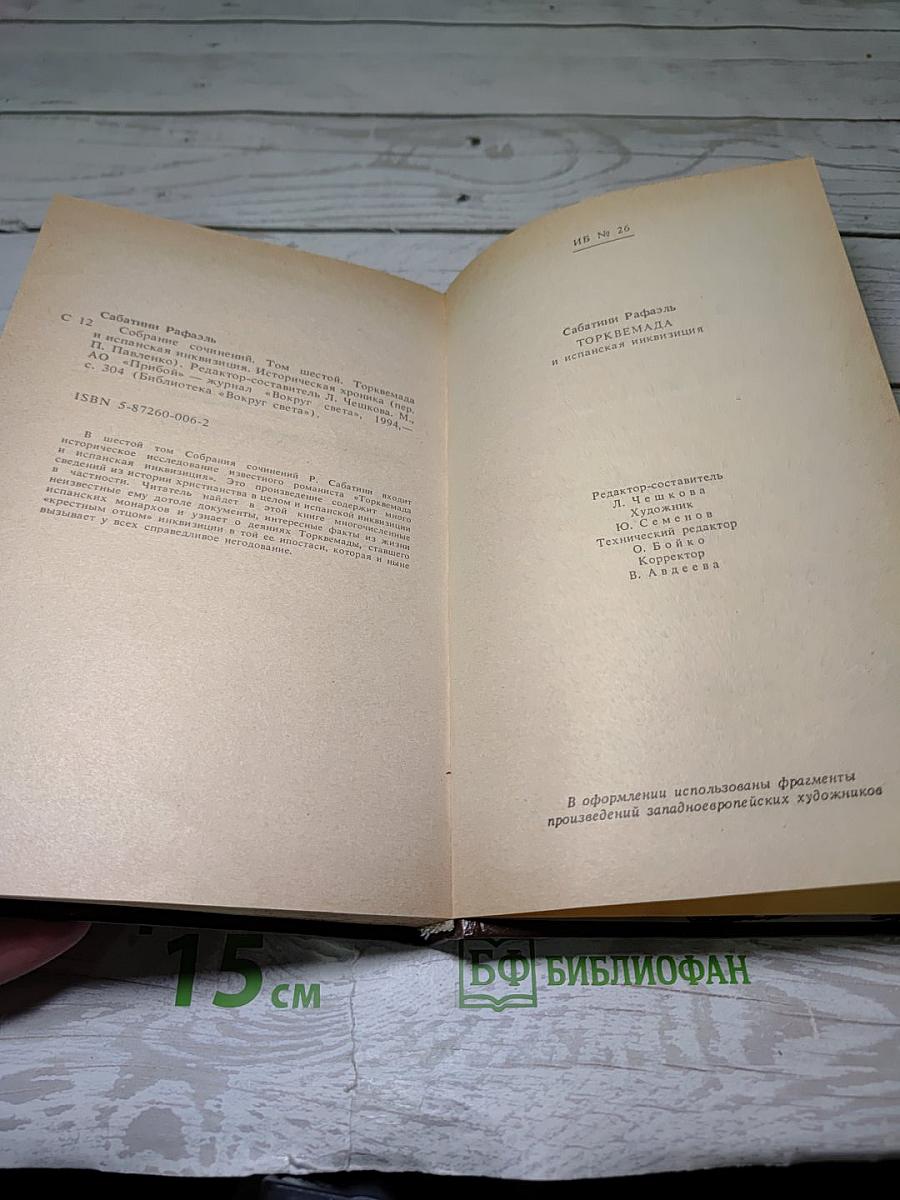 Сабатини Рафаэль
С 12 Собрание сочинений. Том шестой. Торквемада
и испанская инквизиция. Историческая хроника (пер.
П. Павленко). Редактор-составитель Л. Чешкова. М.,
АО «Прибой» — журнал «Вокруг света», 1994,—
с. 304 (Библиотека «Вокруг света»).
ISBN 5-87260-006-2
В шестой том Собрания сочинений Р. Сабатини входит
историческое исследование известного романиста «Торквемада
и испанская инквизиция». Это произведение содержит много
сведений из истории христианства в целом и испанской инквизиции
в частности. Читатель найдет в этой книге многочисленные
неизвестные ему дотоле документы, интересные факты из жизни
испанских монархов и узнает о деяниях Торквемады, ставшего
«крестным отцом» инквизиции в той ее ипостаси, которая и ныне
вызывает у всех справедливое негодование.
ИБ № 26
Сабатини Рафаэль
ТОРКВЕМАДА
и испанская инквизиция
Редактор-составитель
Л. Чешкова
Художник
Ю. Семенов
Технический редактор
О. Бойко
Корректор
В. Авдеева
В оформлении использованы фрагменты
произведений западноевропейских художников
15 см
БФ БИБЛИОФАН